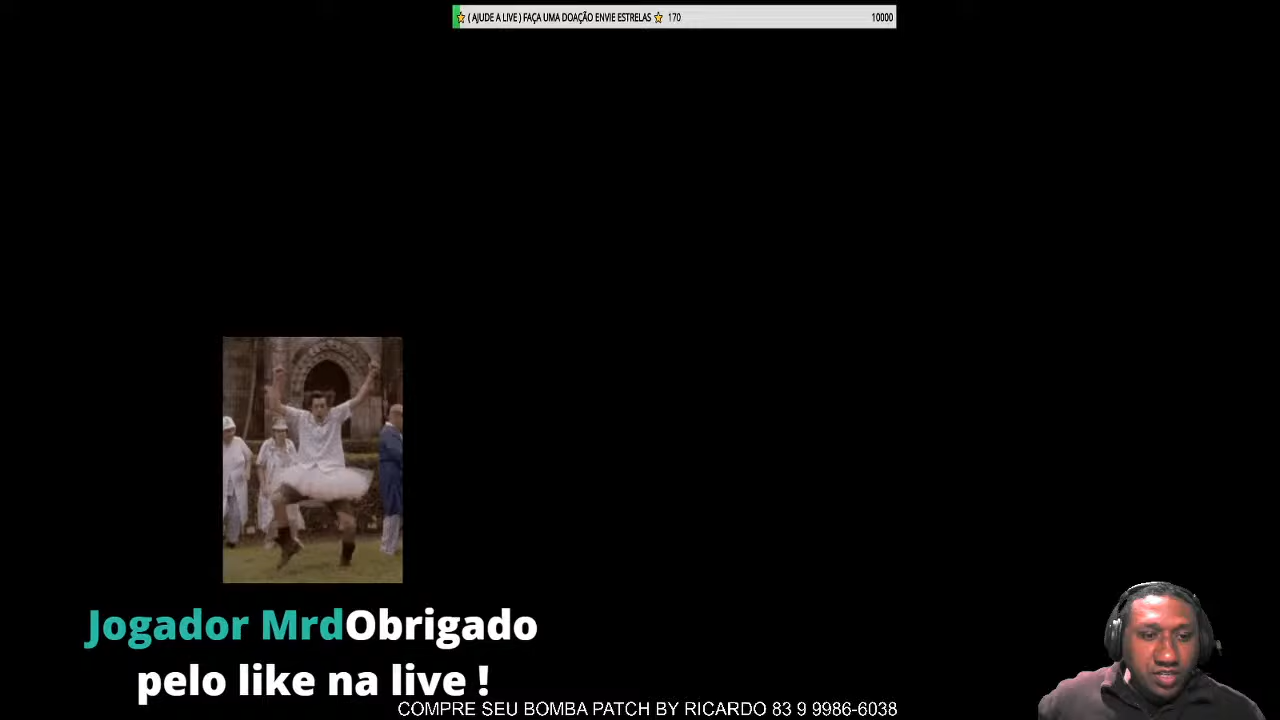 ⭐ ( AJUDE A LIVE ) FAÇA UMA DOAÇÃO ENVIE ESTRELAS ⭐ 170 10000
Jogador MrdObrigado
pelo like na live !
COMPRE SEU BOMBA PATCH BY RICARDO 83 9 9986-6038